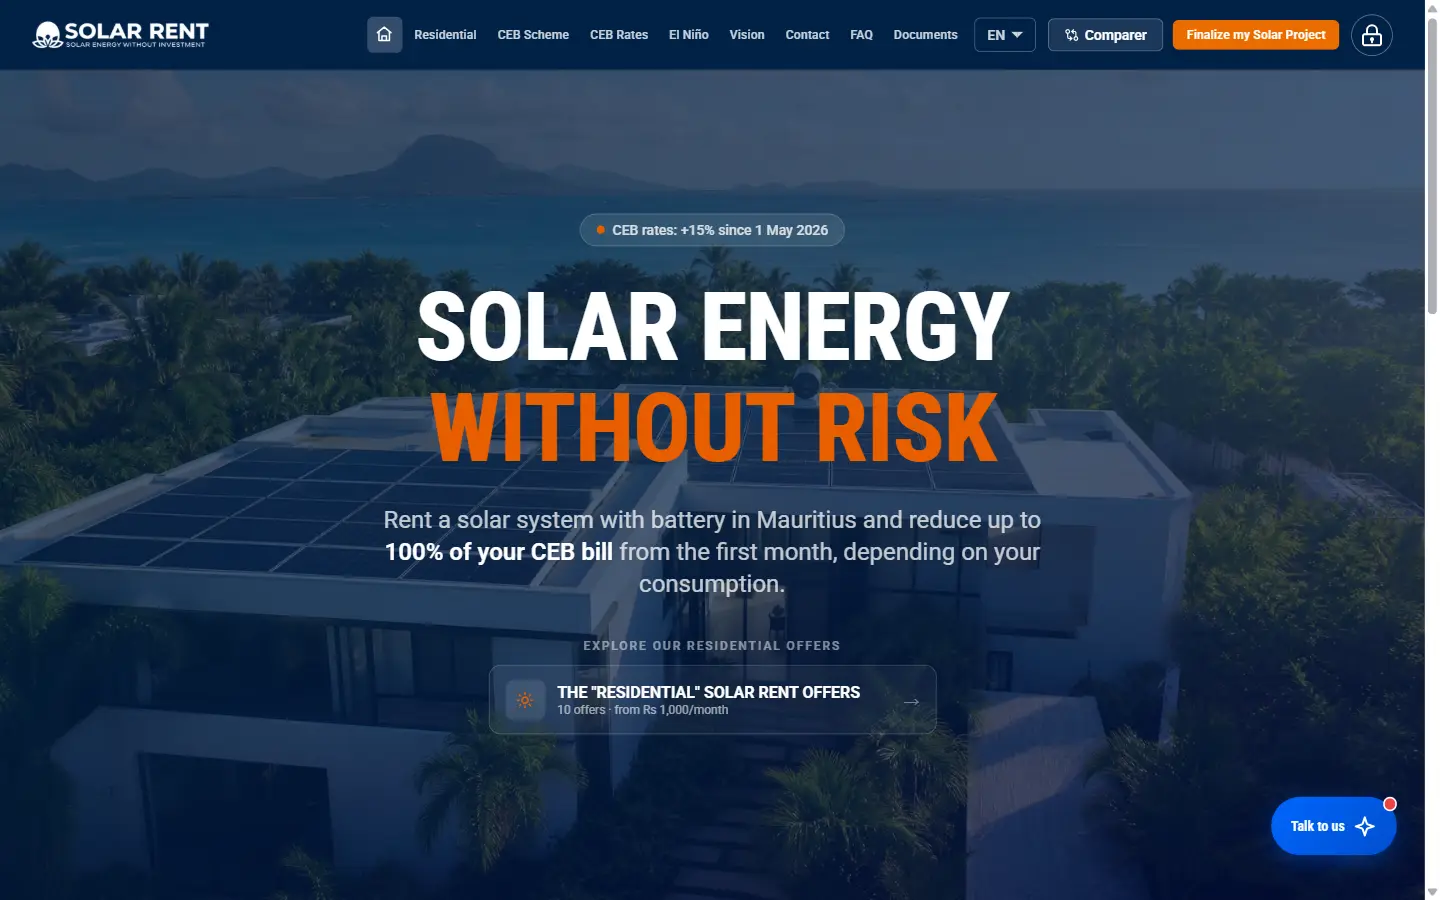 SOLAR RENT
SOLAR ENERGY WITHOUT INVESTMENT
Residential
CEB Scheme
CEB Rates
El Niño
Vision
Contact
FAQ
Documents
EN
Comparer
Finalize my Solar Project
CEB rates: +15% since 1 May 2026
SOLAR ENERGY
WITHOUT RISK
Rent a solar system with battery in Mauritius and reduce up to
100% of your CEB bill from the first month, depending on your
consumption.
EXPLORE OUR RESIDENTIAL OFFERS
THE "RESIDENTIAL" SOLAR RENT OFFERS
10 offers · from Rs 1,000/month
→
Talk to us